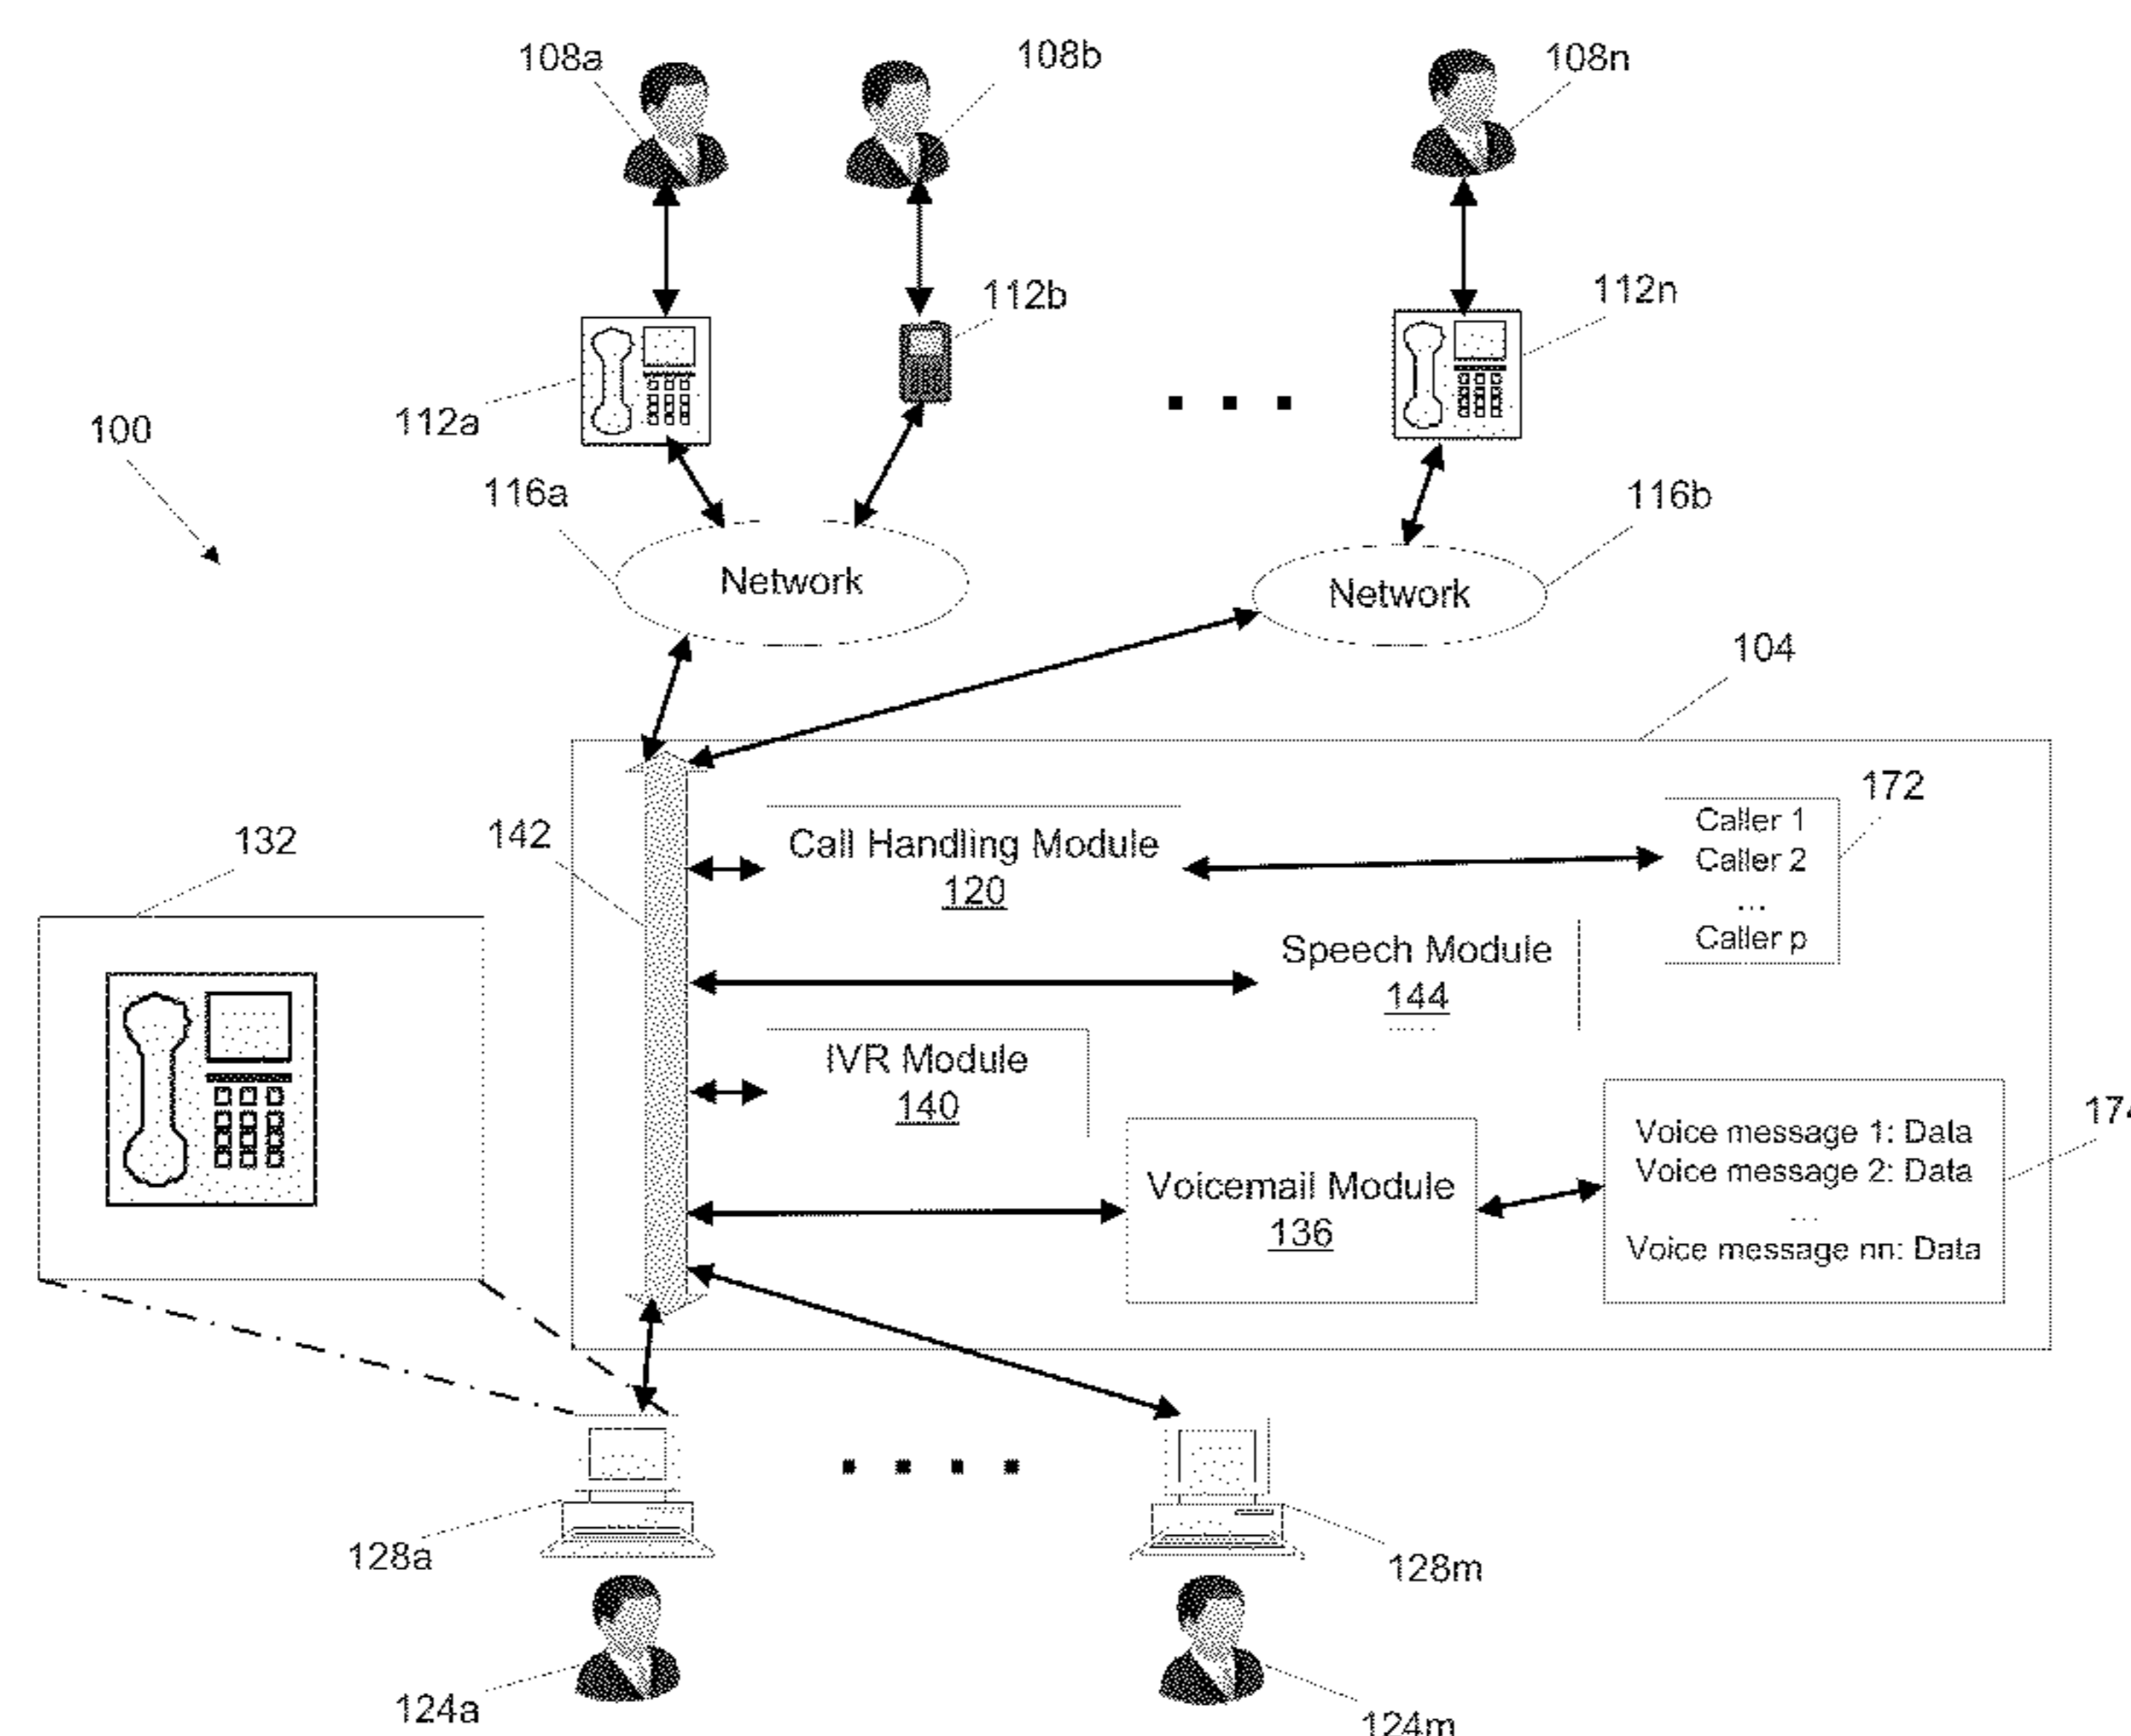 108a
108b
108n
112a
112b
112n
100
116a
116b
Network
Network
104
132
142
172
Call Handling Module
120
Caller 1
Caller 2
...
Caller p
Speech Module
144
IVR Module
140
Voicemail Module
136
174
Voice message 1: Data
Voice message 2: Data
...
Voice message nn: Data
128a
128m
124a
124m